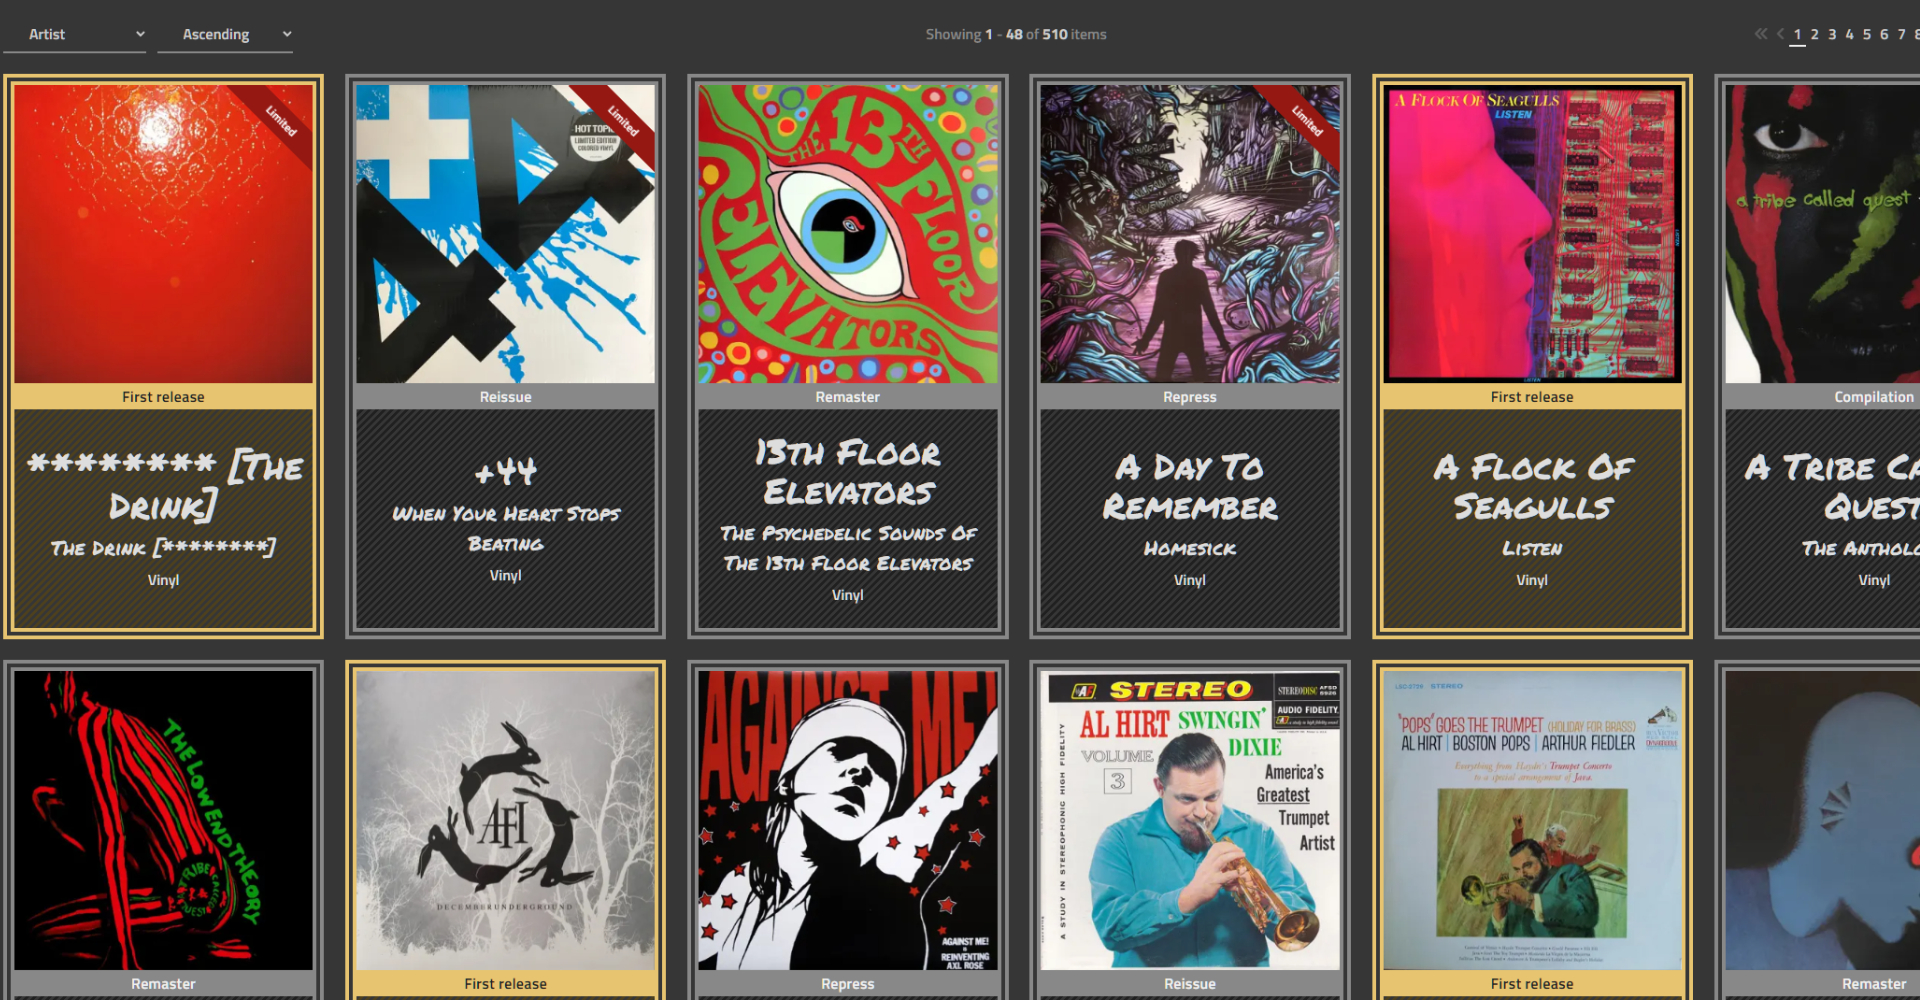 Artist
Ascending
Showing 1 - 48 of 510 items
1 2 3 4 5 6 7 8
Limited
HOT TOPIC
LIMITED EDITION
COLORED VINYL
Limited
THE 13TH FLOOR
ELEVATORS
Limited
A FLOCK OF SEAGULLS
LISTEN
a tribe called quest
First release
Reissue
Remaster
Repress
First release
Compilation
******** [The
Drink]
The Drink [********]
Vinyl
+44
When Your Heart Stops
Beating
Vinyl
13th Floor
Elevators
The Psychedelic Sounds Of
The 13th Floor Elevators
Vinyl
A Day To
Remember
Homesick
Vinyl
A Flock Of
Seagulls
Listen
Vinyl
A Tribe Ca
Quest
The Antholo
Vinyl
THE LOW END THEORY
TRIBE
QUEST
AFI
DECEMBERUNDERGROUND
AGAINST ME!
AGAINST ME!
REINVENTING
AXL ROSE
STEREO
STEREODISC
AUDIO FIDELITY
AL HIRT SWINGIN'
DIXIE
VOLUME
3
America's
Greatest
Trumpet
Artist
A STUDY IN STEREOPHONIC HIGH FIDELITY
LSC-2729 STEREO
"POPS" GOES THE TRUMPET (HOLIDAY FOR BRASS)
AL HIRT | BOSTON POPS | ARTHUR FIEDLER
Everything from Haydn's Trumpet Concerto
to a special arrangement of Java.
Remaster
First release
Repress
Reissue
First release
Remaster